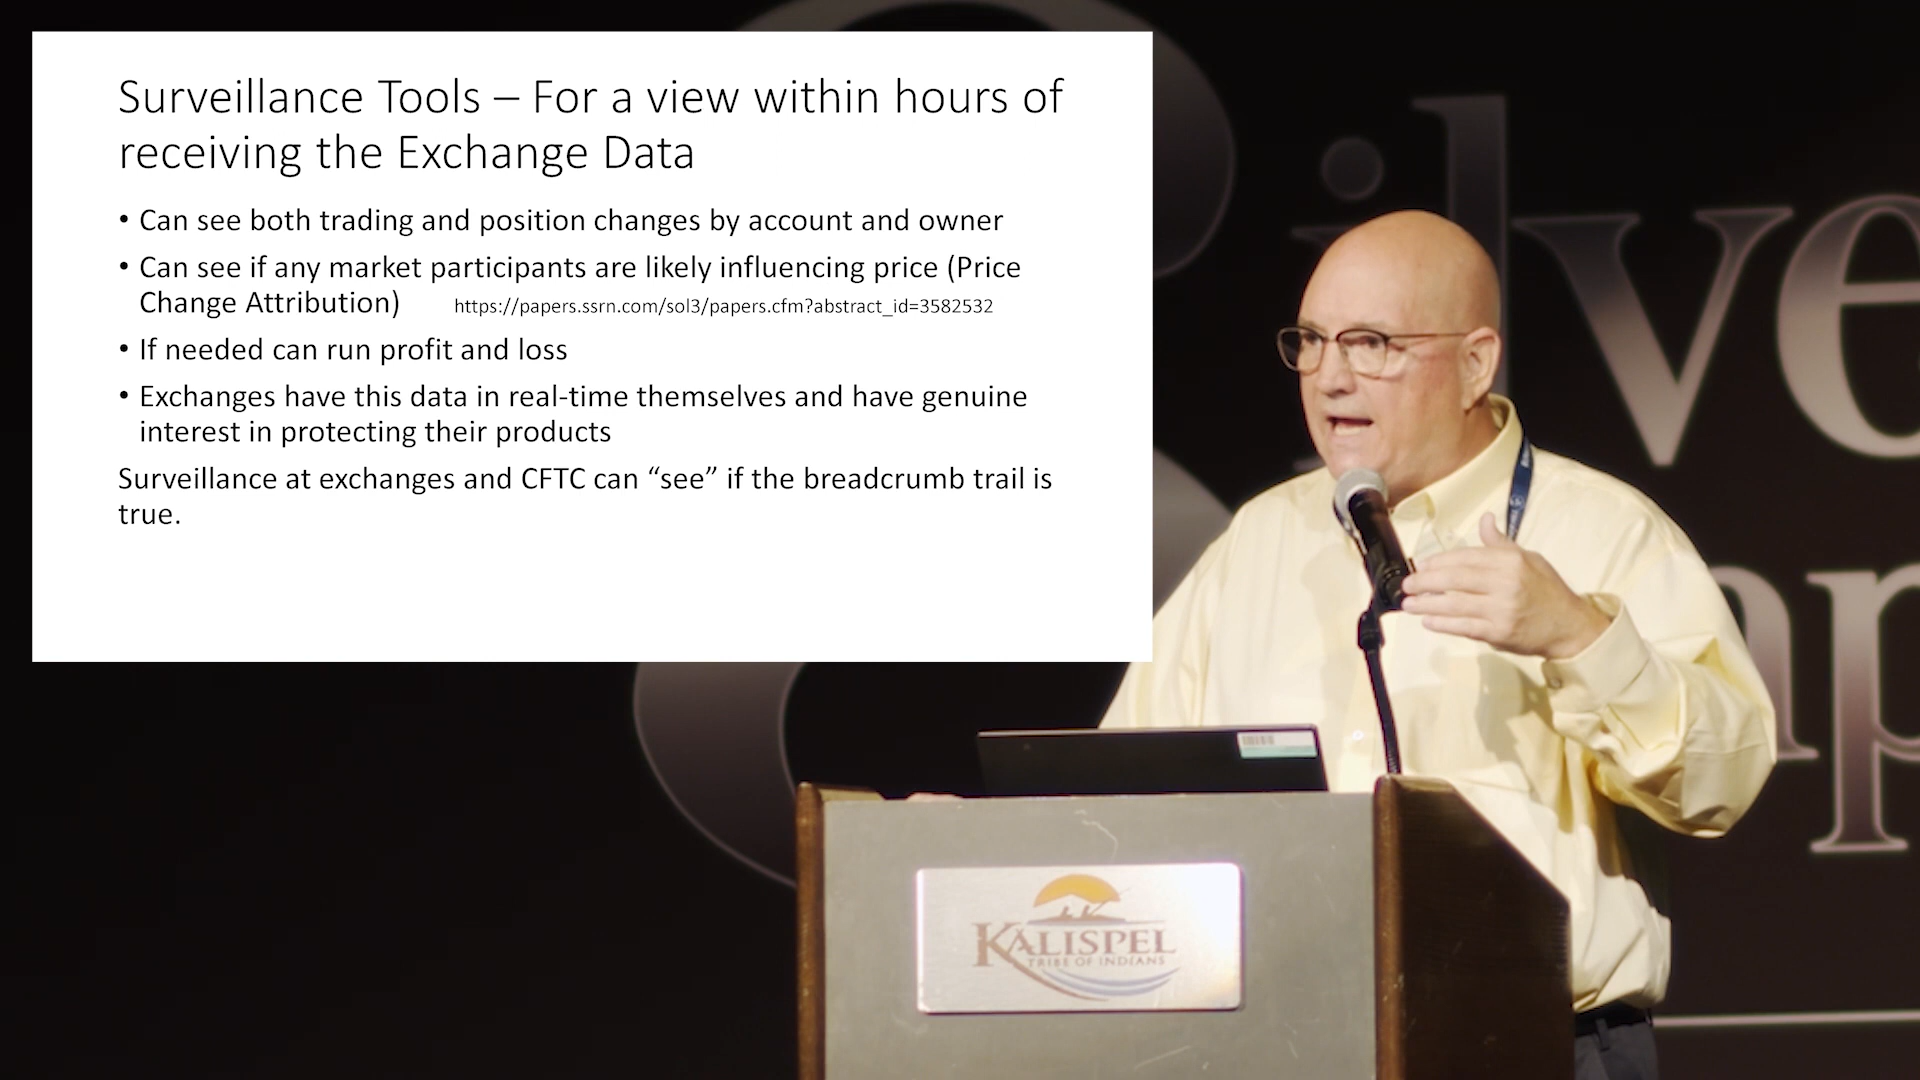 Surveillance Tools – For a view within hours of
receiving the Exchange Data
• Can see both trading and position changes by account and owner
• Can see if any market participants are likely influencing price (Price
Change Attribution) https://papers.ssrn.com/sol3/papers.cfm?abstract_id=3582532
• If needed can run profit and loss
• Exchanges have this data in real-time themselves and have genuine
interest in protecting their products
Surveillance at exchanges and CFTC can “see” if the breadcrumb trail is
true.
KALISPEL
TRIBE OF INDIANS